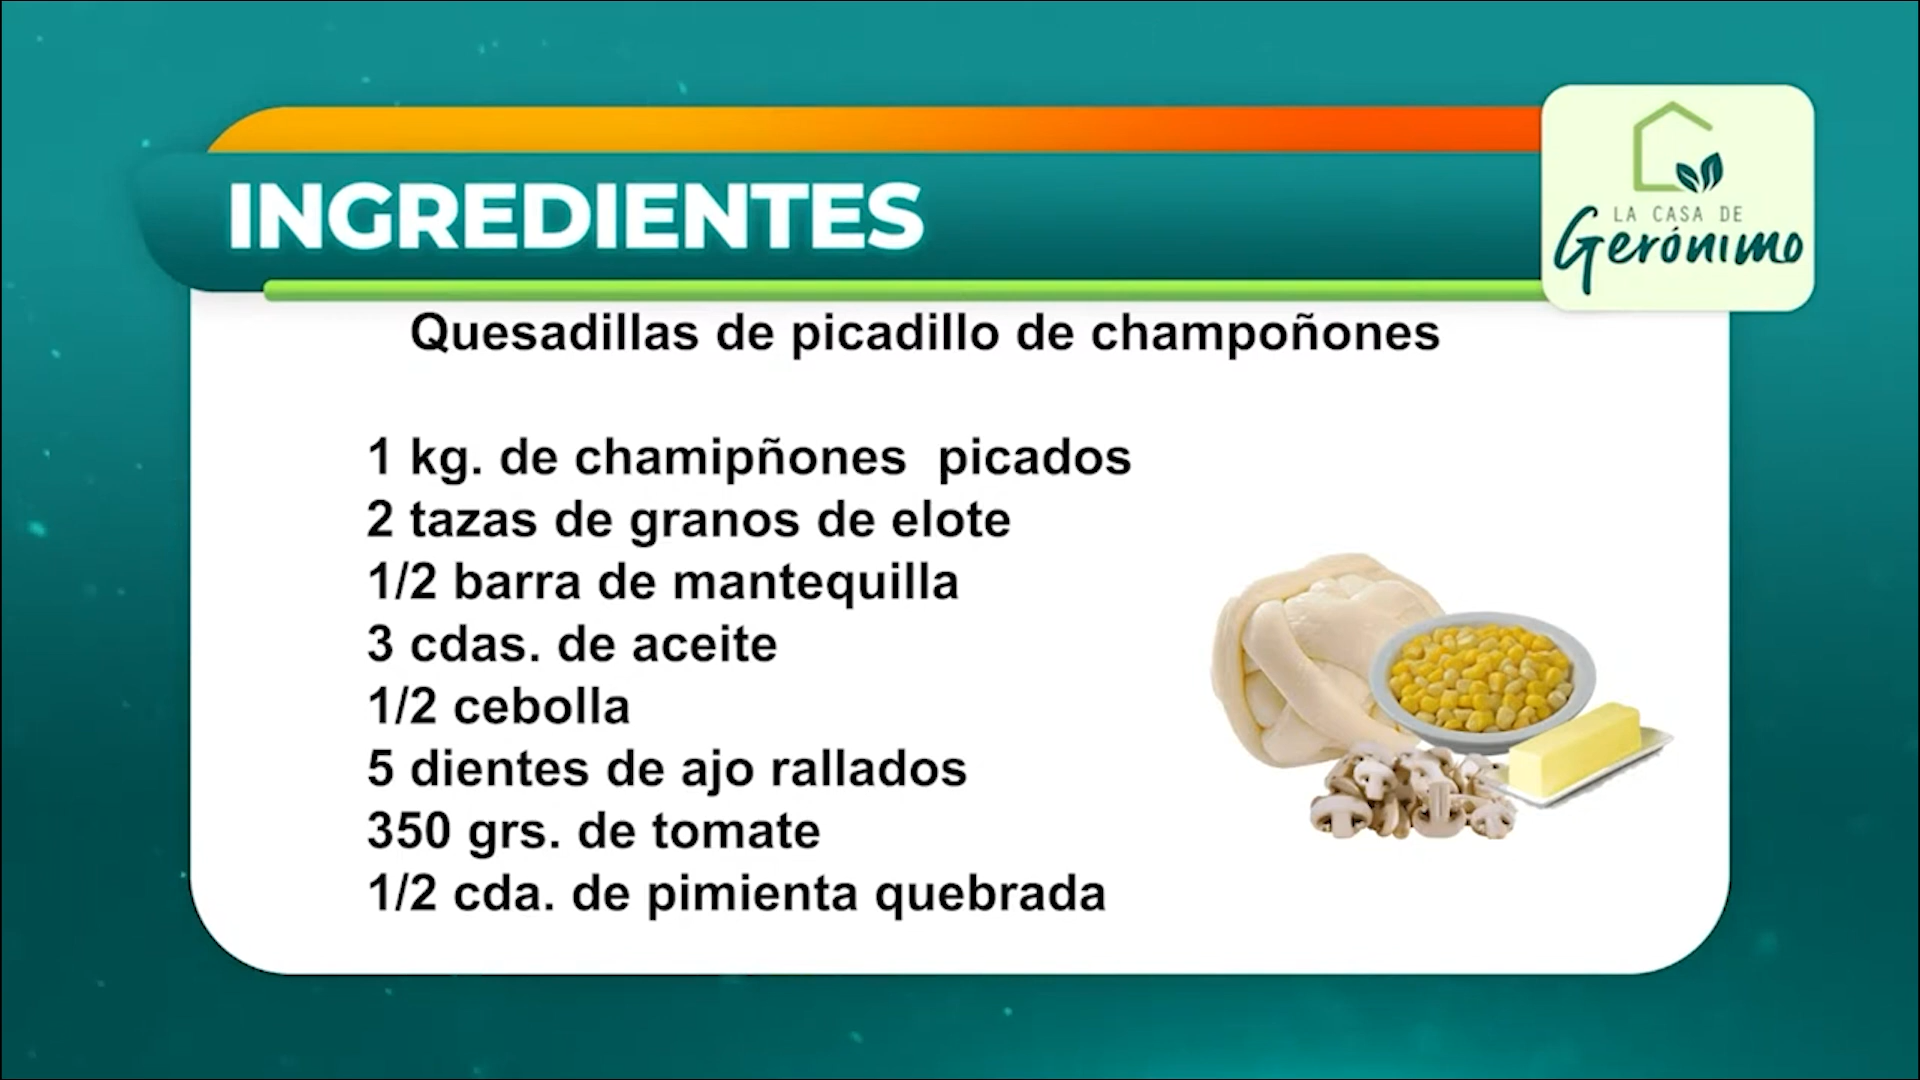 INGREDIENTES
LA CASA DE
Gerónimo
Quesadillas de picadillo de champoñones
1 kg. de chamipñones  picados
2 tazas de granos de elote
1/2 barra de mantequilla
3 cdas. de aceite
1/2 cebolla
5 dientes de ajo rallados
350 grs. de tomate
1/2 cda. de pimienta quebrada